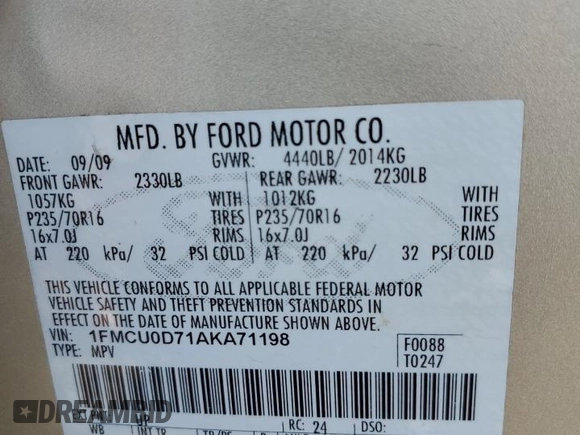 MFD. BY FORD MOTOR CO.
DATE: 09/09 GVWR: 4440LB/ 2014KG
FRONT GAWR: 2330LB REAR GAWR: 2230LB
1057KG WITH 1012KG WITH
P235/70R16 TIRES P235/70R16 TIRES
16x7.0J RIMS 16x7.0J RIMS
AT 220 kPa/ 32 PSI COLD AT 220 kPa/ 32 PSI COLD
THIS VEHICLE CONFORMS TO ALL APPLICABLE FEDERAL MOTOR
VEHICLE SAFETY AND THEFT PREVENTION STANDARDS IN
EFFECT ON THE DATE OF MANUFACTURE SHOWN ABOVE.
VIN: 1FMCU0D71AKA71198 F0088
TYPE: MPV T0247
RC: 24 DSO:
WB INT TR
DREAMBID